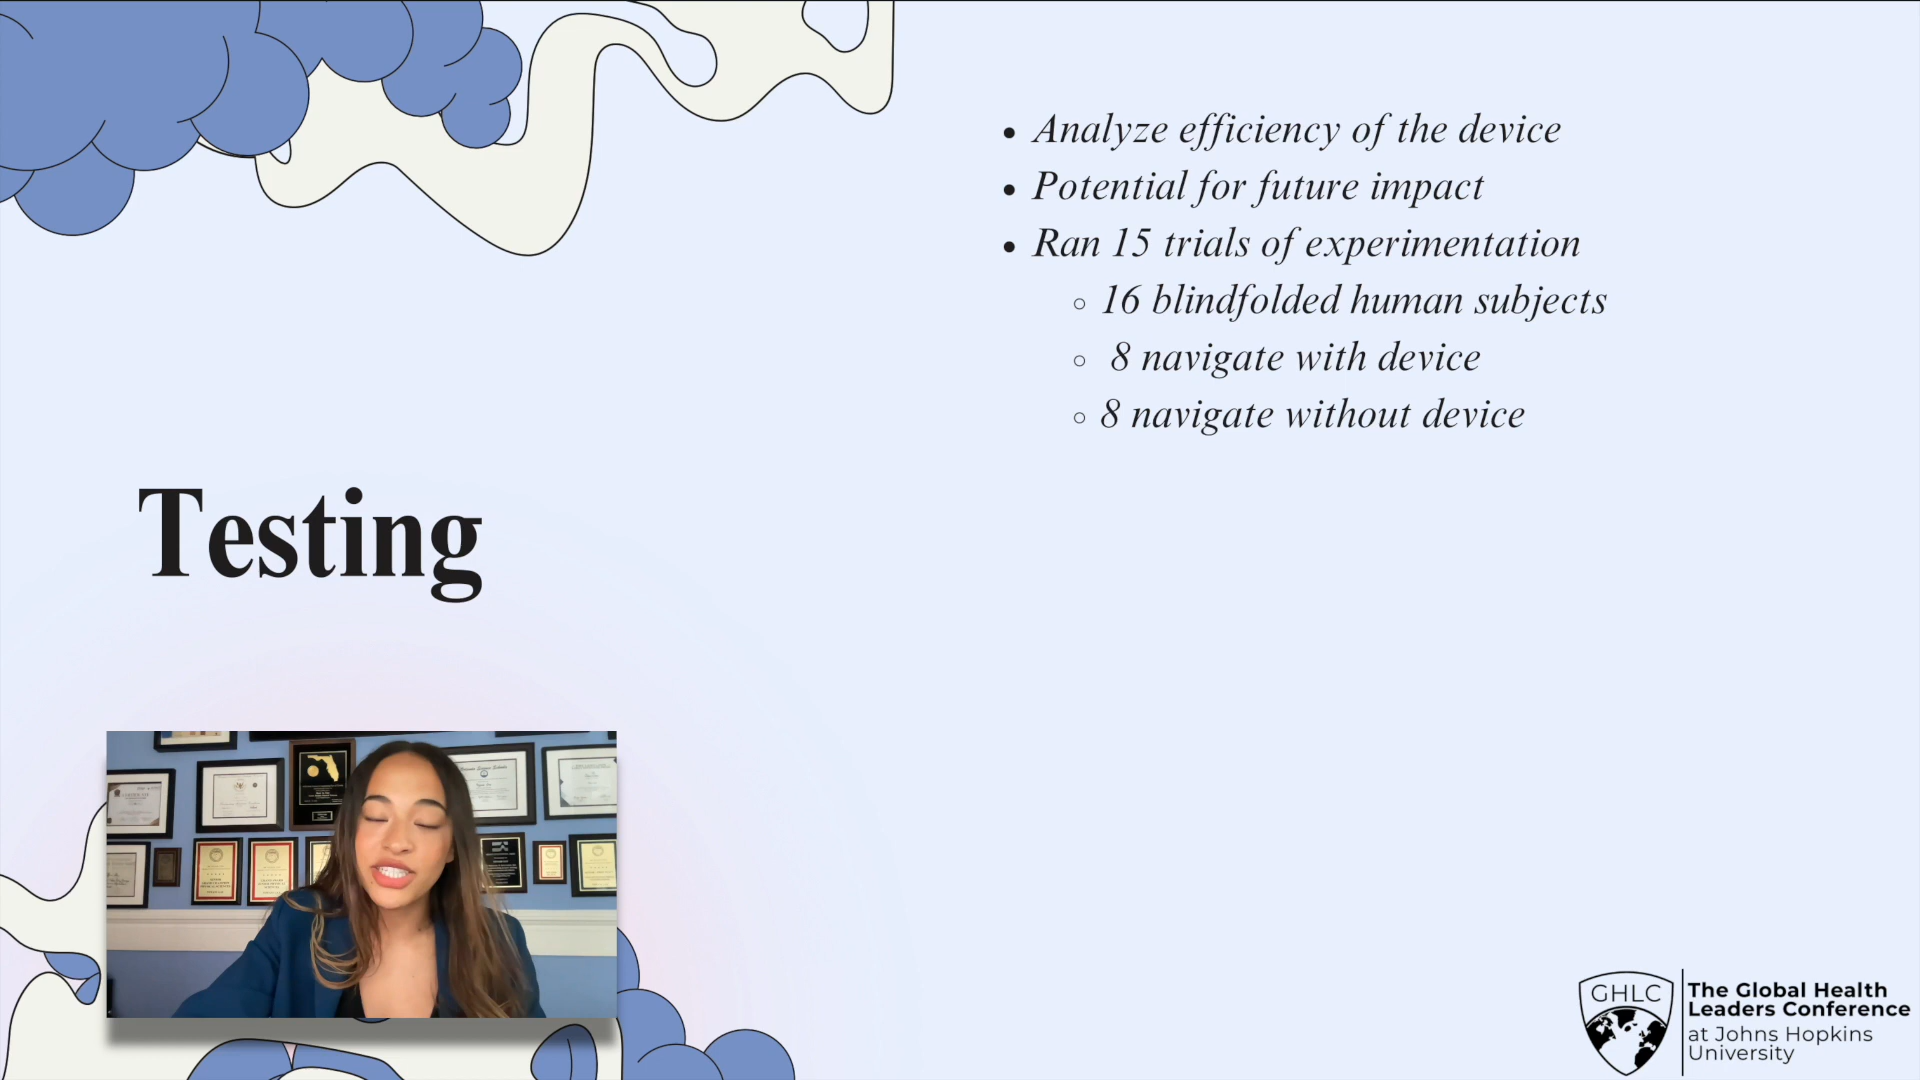 Analyze efficiency of the device
Potential for future impact
Ran 15 trials of experimentation
16 blindfolded human subjects
8 navigate with device
8 navigate without device
Testing
GHLC
The Global Health
Leaders Conference
at Johns Hopkins
University